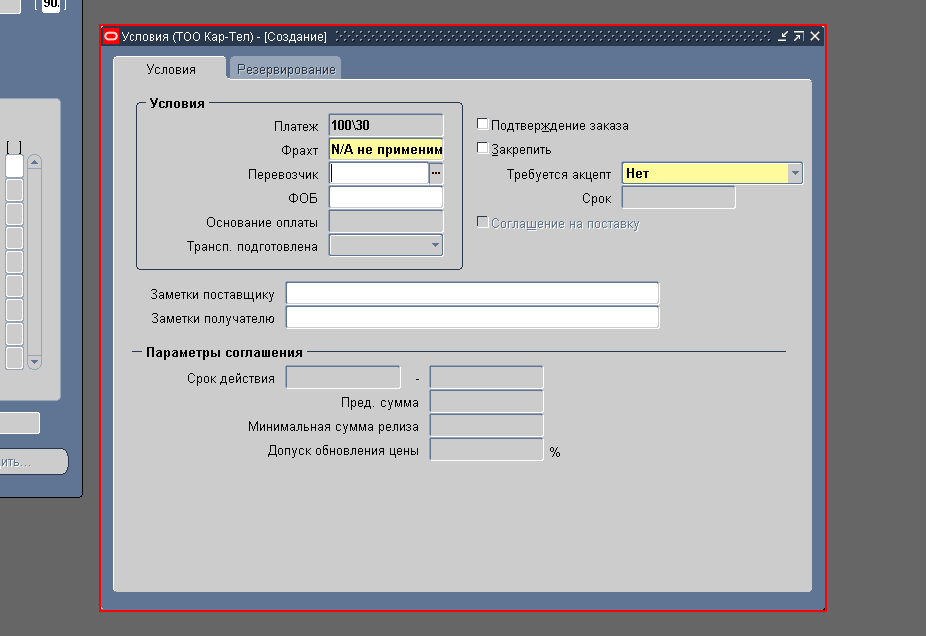 [ 90. ]
Условия (ТОО Кар-Тел) - [Создание]
Условия
Резервирование
Условия
Платеж 100\30
Подтверждение заказа
Фрахт N/A не применим
Закрепить
[ ]
Перевозчик ...
Требуется акцепт Нет
ФОБ
Срок
Основание оплаты
Соглашение на поставку
Трансп. подготовлена
Заметки поставщику
Заметки получателю
Параметры соглашения
Срок действия -
Пред. сумма
Минимальная сумма релиза
Допуск обновления цены %
ить...